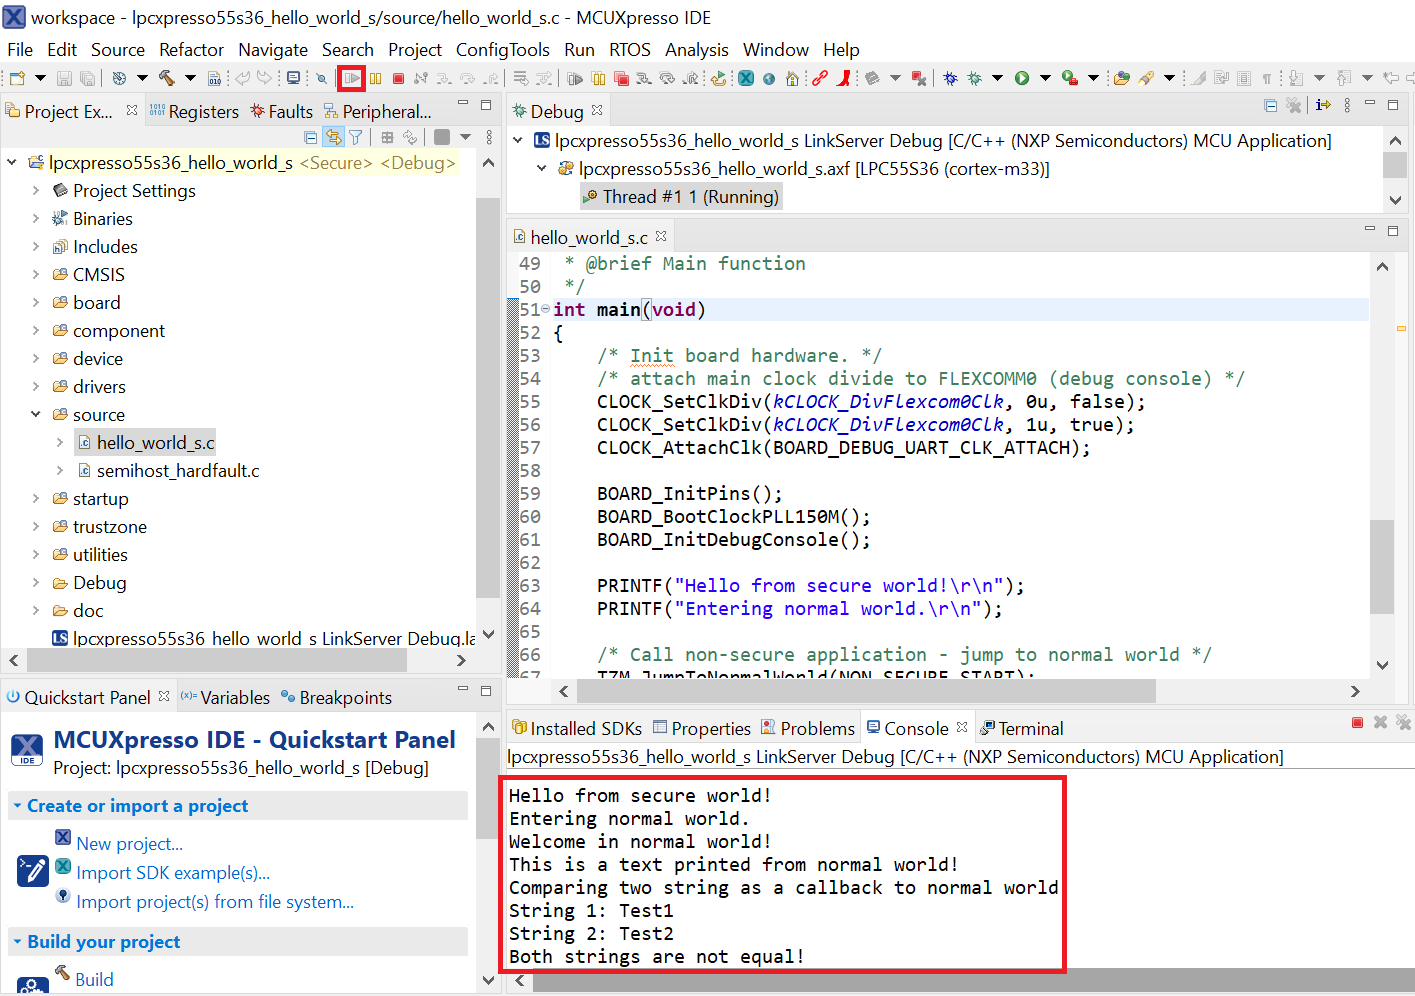 workspace - lpcxpresso55s36_hello_world_s/source/hello_world_s.c - MCUXpresso IDE
File Edit Source Refactor Navigate Search Project ConfigTools Run RTOS Analysis Window Help
Project Ex... Registers Faults Peripheral...
lpcxpresso55s36_hello_world_s <Secure> <Debug>
Project Settings
Binaries
Includes
CMSIS
board
component
device
drivers
source
hello_world_s.c
semihost_hardfault.c
startup
trustzone
utilities
Debug
doc
lpcxpresso55s36_hello_world_s LinkServer Debug.la
Debug
lpcxpresso55s36_hello_world_s LinkServer Debug [C/C++ (NXP Semiconductors) MCU Application]
lpcxpresso55s36_hello_world_s.axf [LPC55S36 (cortex-m33)]
Thread #1 1 (Running)
hello_world_s.c
49 * @brief Main function
50 */
51 int main(void)
52 {
53 /* Init board hardware. */
54 /* attach main clock divide to FLEXCOMM0 (debug console) */
55 CLOCK_SetClkDiv(kCLOCK_DivFlexcom0Clk, 0u, false);
56 CLOCK_SetClkDiv(kCLOCK_DivFlexcom0Clk, 1u, true);
57 CLOCK_AttachClk(BOARD_DEBUG_UART_CLK_ATTACH);
58
59 BOARD_InitPins();
60 BOARD_BootClockPLL150M();
61 BOARD_InitDebugConsole();
62
63 PRINTF("Hello from secure world!\r\n");
64 PRINTF("Entering normal world.\r\n");
65
66 /* Call non-secure application - jump to normal world */
67 TZM_JumpToNormalWorld(NON_SECURE_START);
Quickstart Panel Variables Breakpoints
MCUXpresso IDE - Quickstart Panel
Project: lpcxpresso55s36_hello_world_s [Debug]
Create or import a project
New project...
Import SDK example(s)...
Import project(s) from file system...
Build your project
Build
Installed SDKs Properties Problems Console Terminal
lpcxpresso55s36_hello_world_s LinkServer Debug [C/C++ (NXP Semiconductors) MCU Application]
Hello from secure world!
Entering normal world.
Welcome in normal world!
This is a text printed from normal world!
Comparing two string as a callback to normal world
String 1: Test1
String 2: Test2
Both strings are not equal!